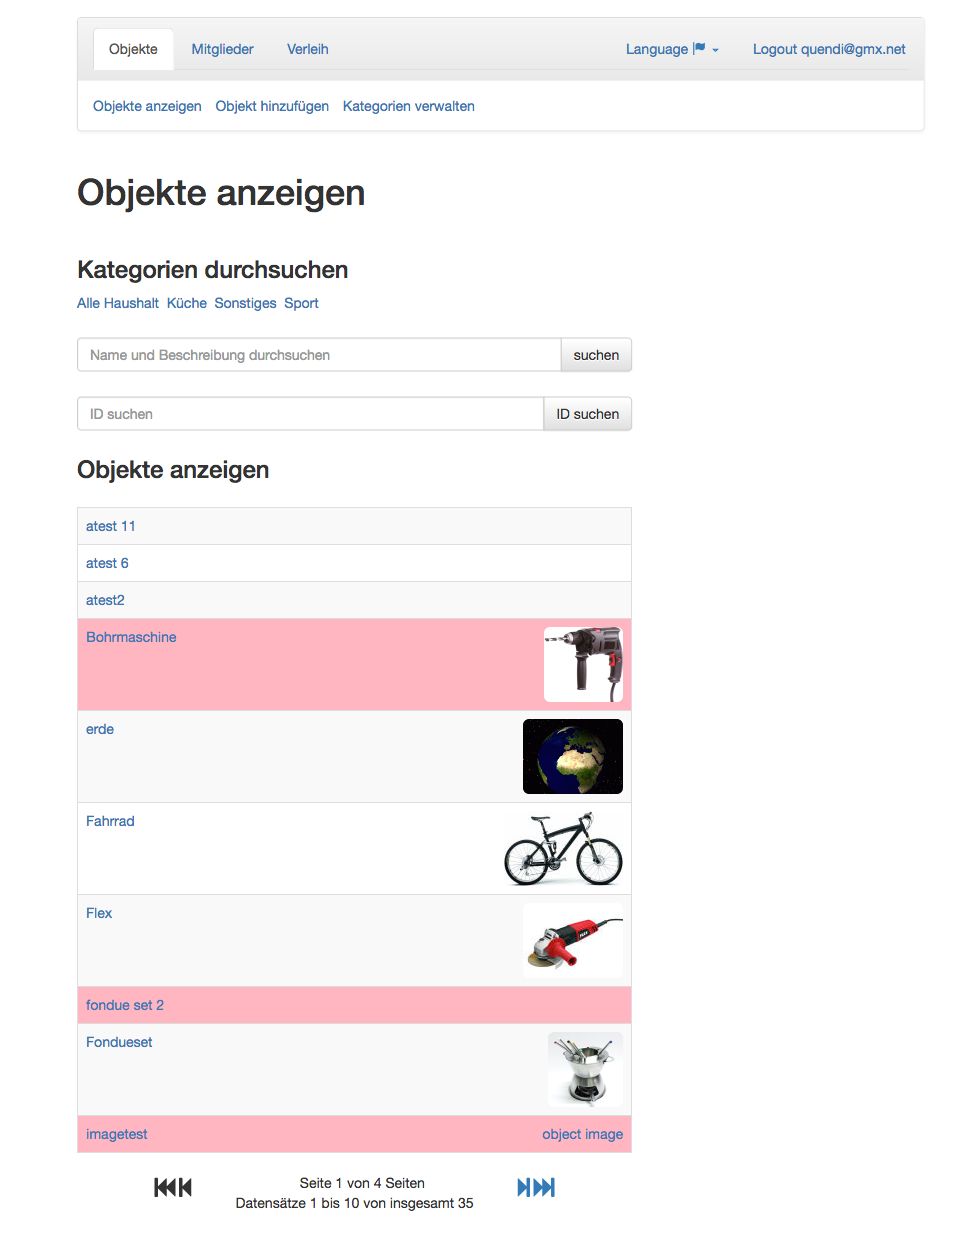 Objekte Mitglieder Verleih Language Logout quendi@gmx.net
Objekte anzeigen Objekt hinzufügen Kategorien verwalten
Objekte anzeigen
Kategorien durchsuchen
Alle Haushalt Küche Sonstiges Sport
Name und Beschreibung durchsuchen suchen
ID suchen ID suchen
Objekte anzeigen
atest 11
atest 6
atest2
Bohrmaschine
erde
Fahrrad
Flex
FLEX
fondue set 2
Fondueset
imagetest object image
Seite 1 von 4 Seiten
Datensätze 1 bis 10 von insgesamt 35